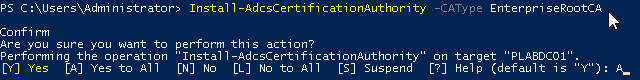 PS C:\Users\Administrator> Install-AdcsCertificationAuthority -CAType EnterpriseRootCA
Confirm
Are you sure you want to perform this action?
Performing the operation "Install-AdcsCertificationAuthority" on target "PLABDC01".
[Y] Yes  [A] Yes to All  [N] No  [L] No to All  [S] Suspend  [?] Help (default is "Y"): A_